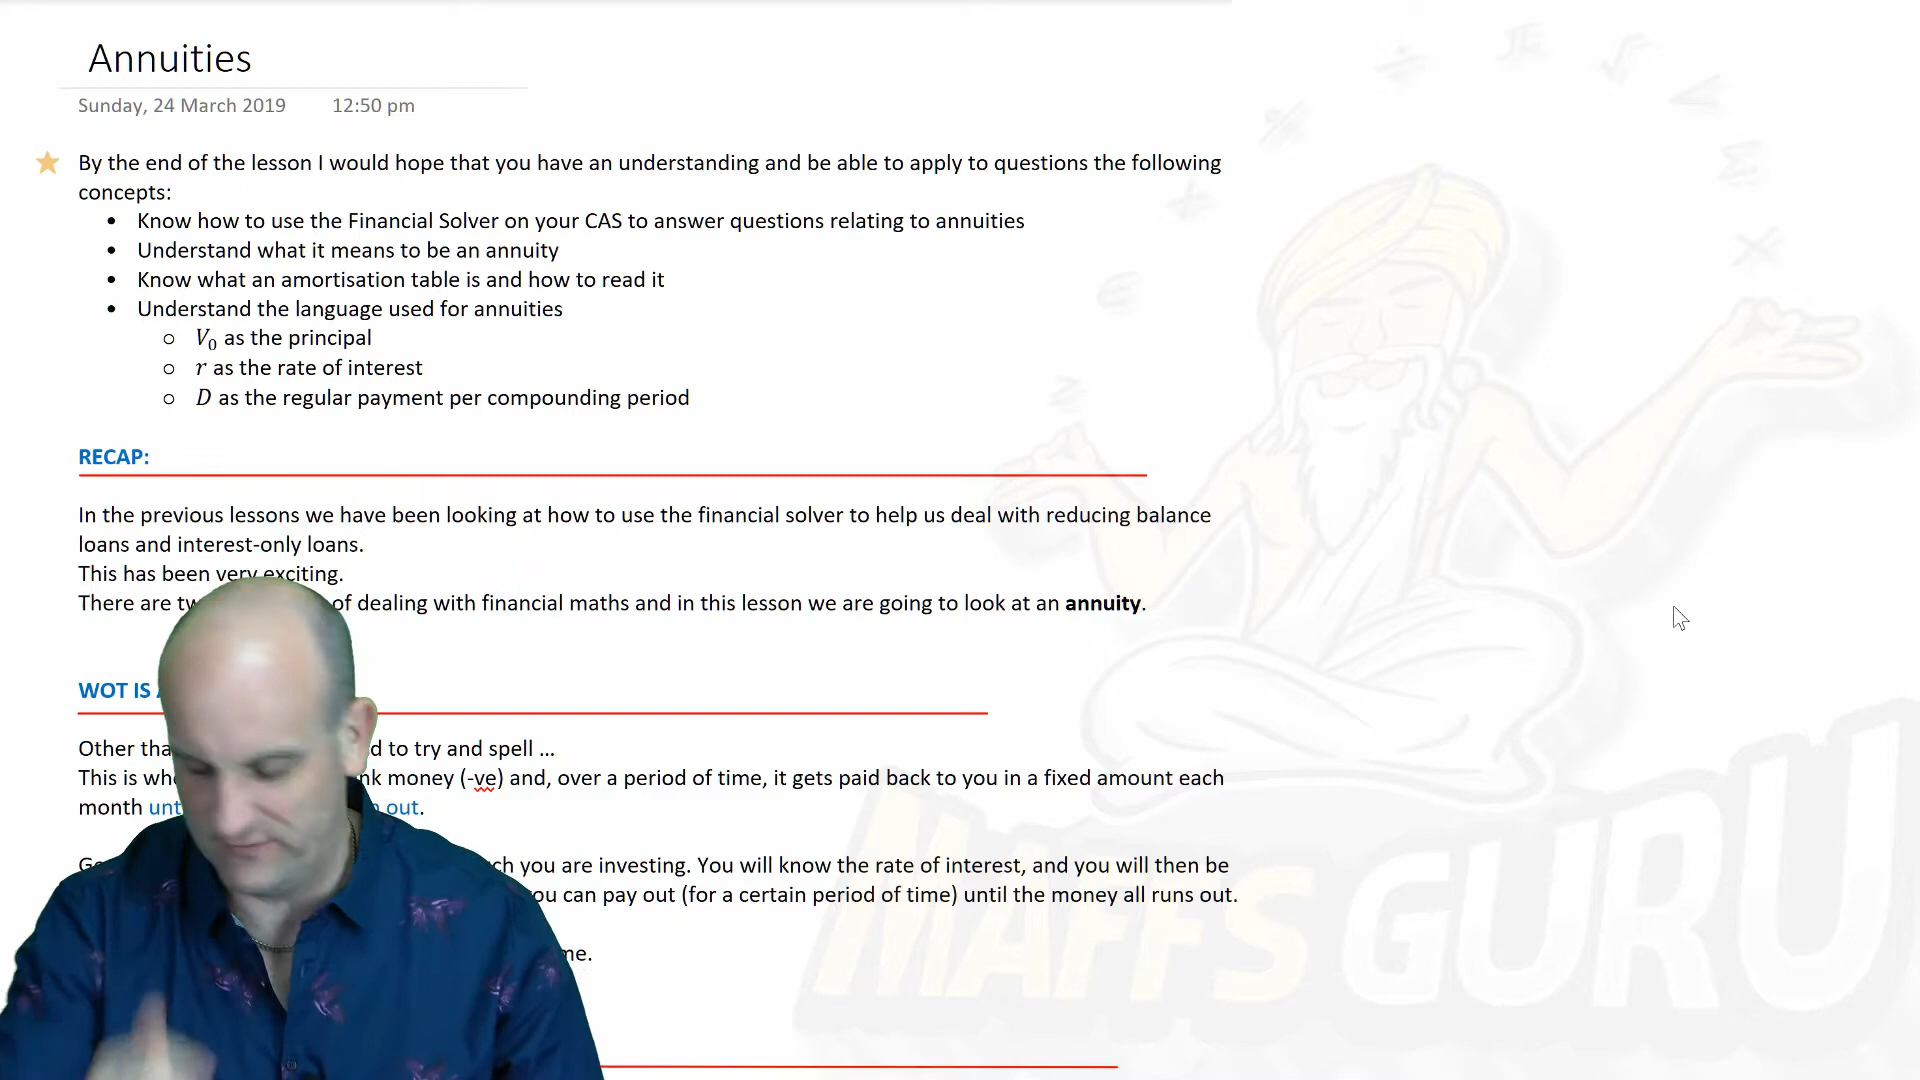 Annuities
Sunday, 24 March 2019 12:50 pm
By the end of the lesson I would hope that you have an understanding and be able to apply to questions the following
concepts:
• Know how to use the Financial Solver on your CAS to answer questions relating to annuities
• Understand what it means to be an annuity
• Know what an amortisation table is and how to read it
• Understand the language used for annuities
○ V₀ as the principal
○ r as the rate of interest
○ D as the regular payment per compounding period
RECAP:
In the previous lessons we have been looking at how to use the financial solver to help us deal with reducing balance
loans and interest-only loans.
This has been very exciting.
There are of dealing with financial maths and in this lesson we are going to look at an annuity.
WOT IS
Other to try and spell ...
This is money (-ve) and, over a period of time, it gets paid back to you in a fixed amount each
month out.
you are investing. You will know the rate of interest, and you will then be
you can pay out (for a certain period of time) until the money all runs out.
MAFFS GURU